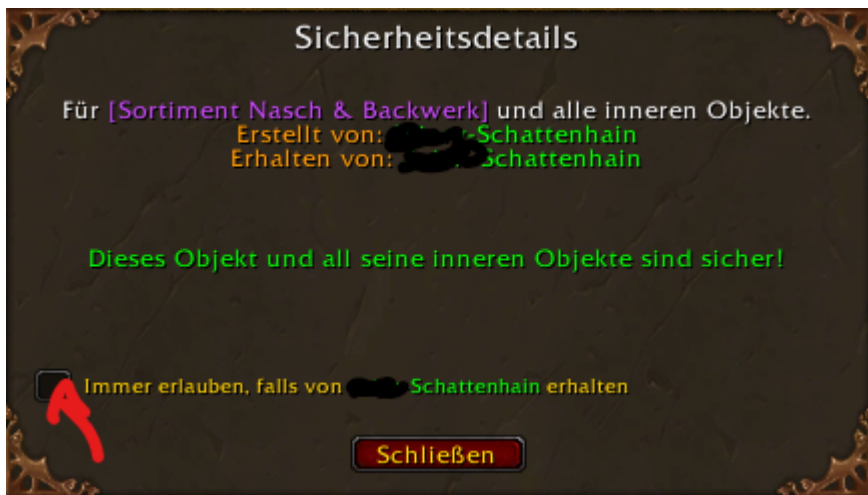 Sicherheitsdetails
Für [Sortiment Nasch & Backwerk] und alle inneren Objekte.
Erstellt von: -Schattenhain
Erhalten von: Schattenhain
Dieses Objekt und all seine inneren Objekte sind sicher!
Immer erlauben, falls von Schattenhain erhalten
Schließen